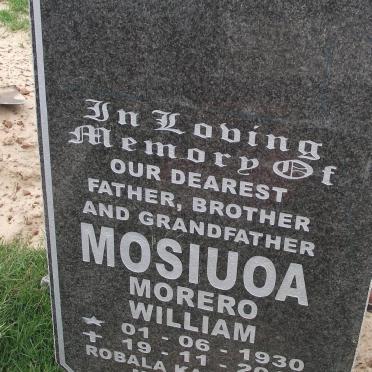 In Loving
Memory Of
OUR DEAREST
FATHER, BROTHER
AND GRANDFATHER
MOSIUOA
MORERO
WILLIAM
01 - 06 - 1930
19 - 11 - 20
ROBALA